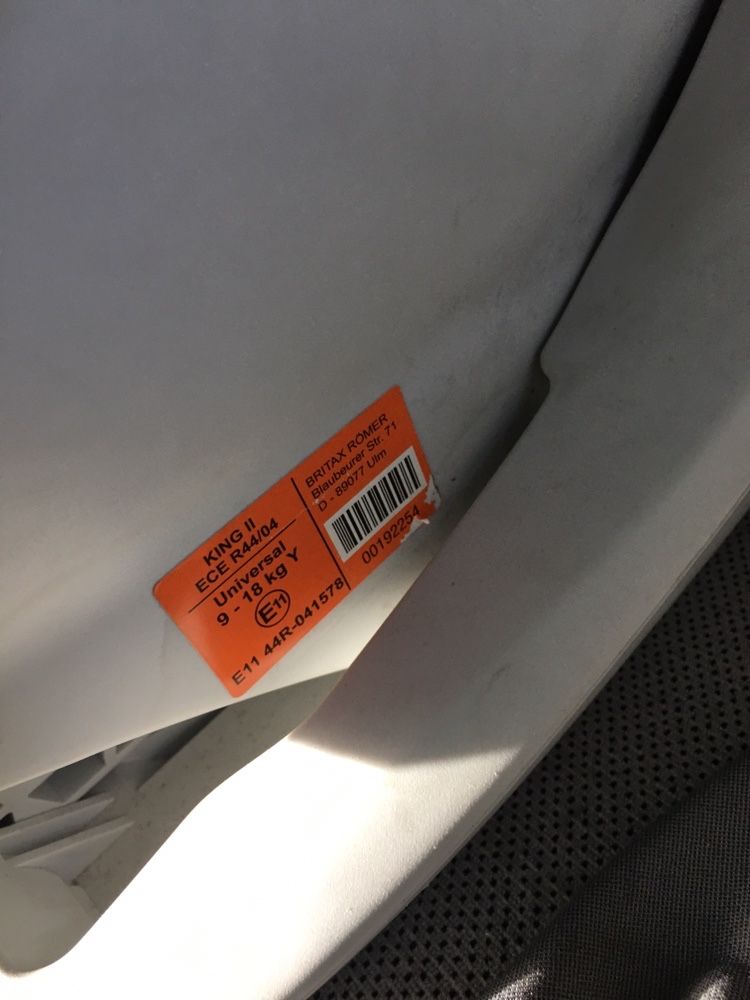 KING II
ECE R44/04
Universal
9 - 18 kg Y
E11
E11 44R-041578
BRITAX RÖMER
Blaubeurer Str. 71
D - 89077 Ulm
00192254